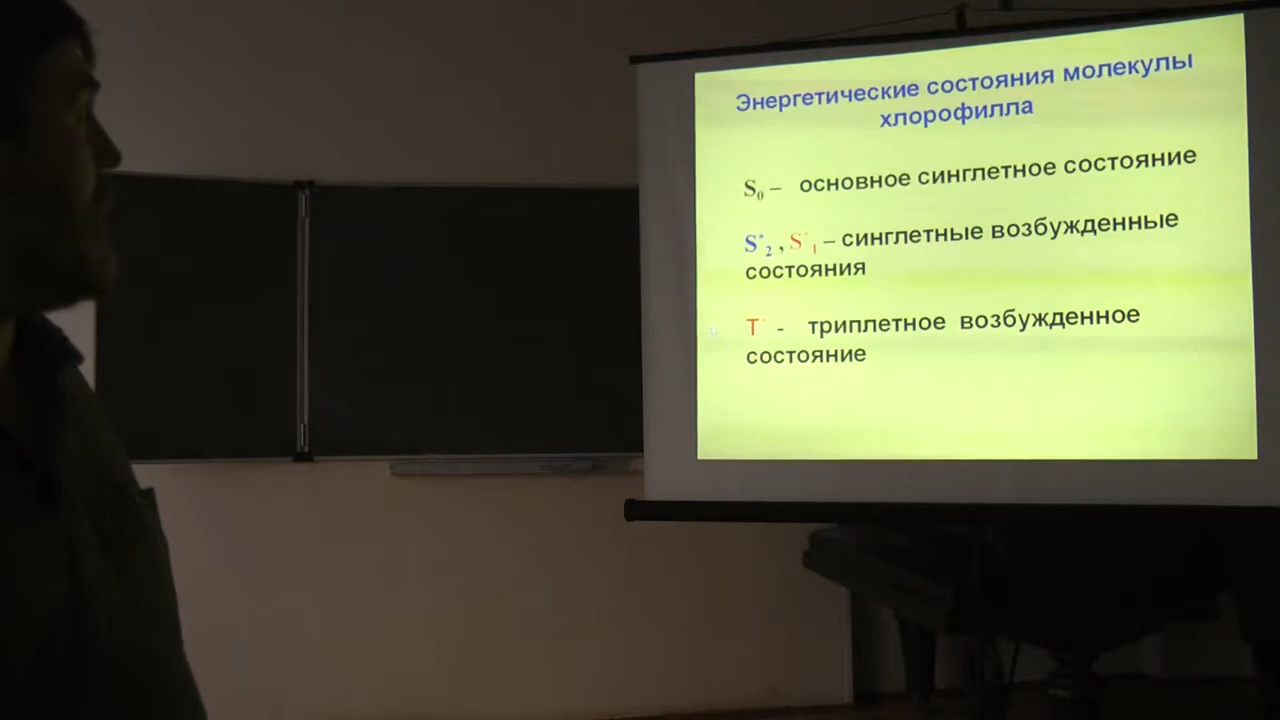 Энергетические состояния молекулы
хлорофилла
S₀ – основное синглетное состояние
S*₂ , S*₁ – синглетные возбужденные
состояния
T* - триплетное возбужденное
состояние